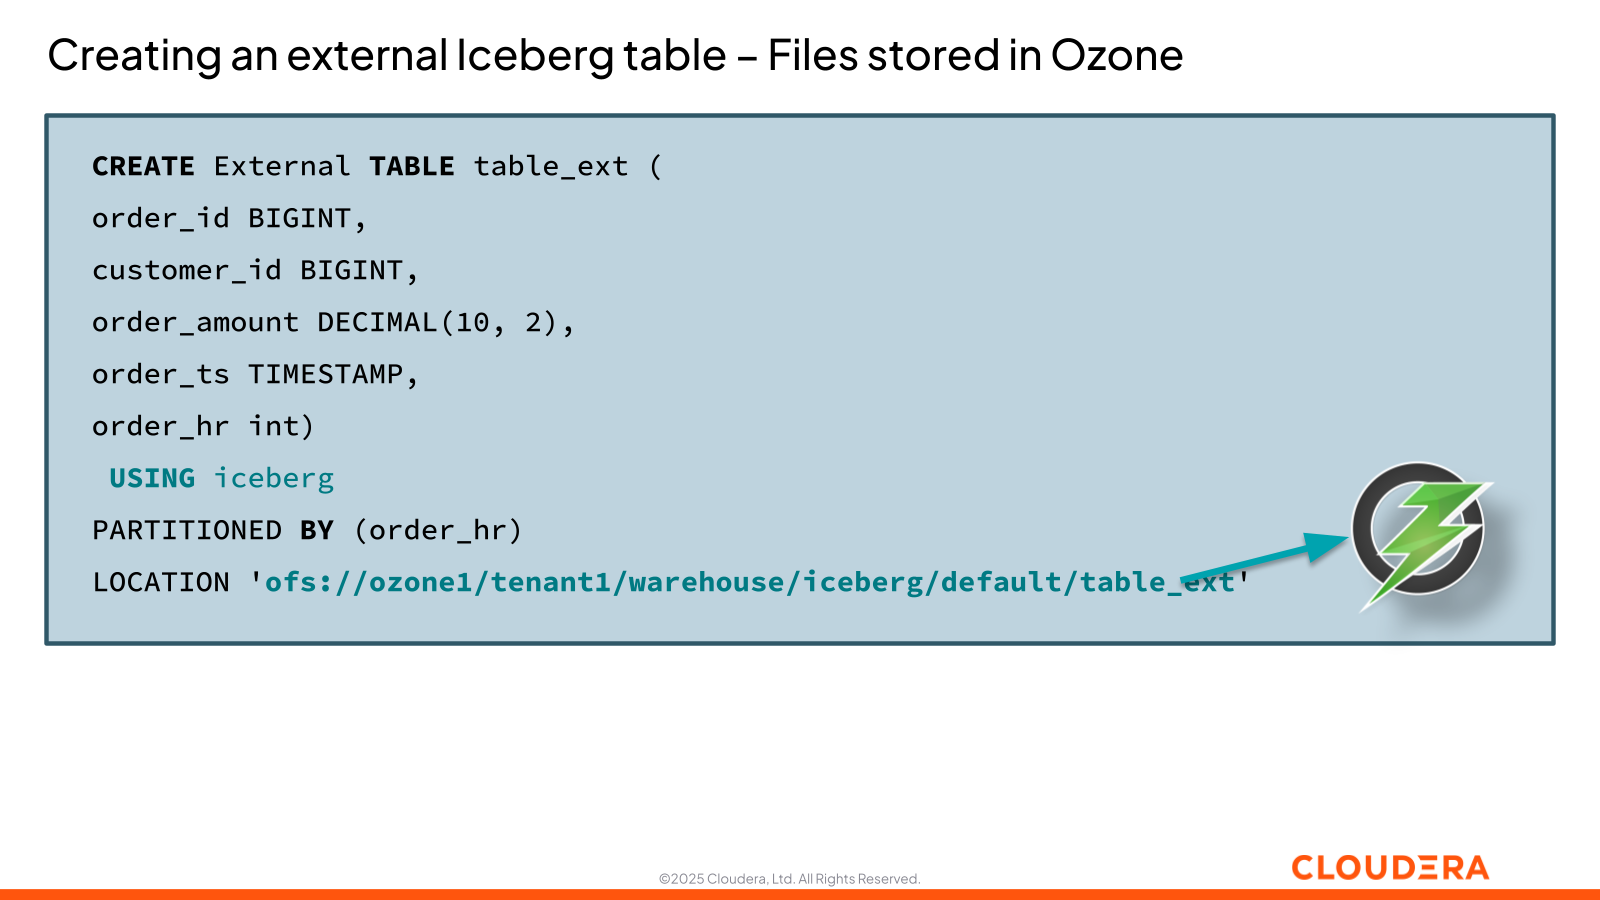 Creating an external Iceberg table – Files stored in Ozone
CREATE External TABLE table_ext (
order_id BIGINT,
customer_id BIGINT,
order_amount DECIMAL(10, 2),
order_ts TIMESTAMP,
order_hr int)
USING iceberg
PARTITIONED BY (order_hr)
LOCATION 'ofs://ozone1/tenant1/warehouse/iceberg/default/table_ext'
©2025 Cloudera, Ltd. All Rights Reserved.
CLOUDERA